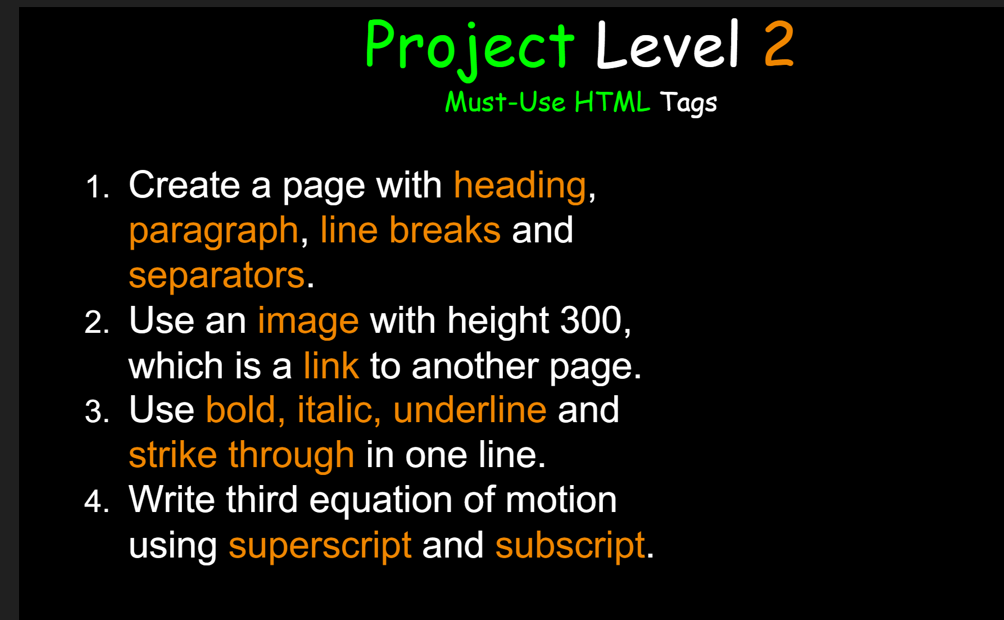 Project Level 2
Must-Use HTML Tags
1. Create a page with heading,
paragraph, line breaks and
separators.
2. Use an image with height 300,
which is a link to another page.
3. Use bold, italic, underline and
strike through in one line.
4. Write third equation of motion
using superscript and subscript.